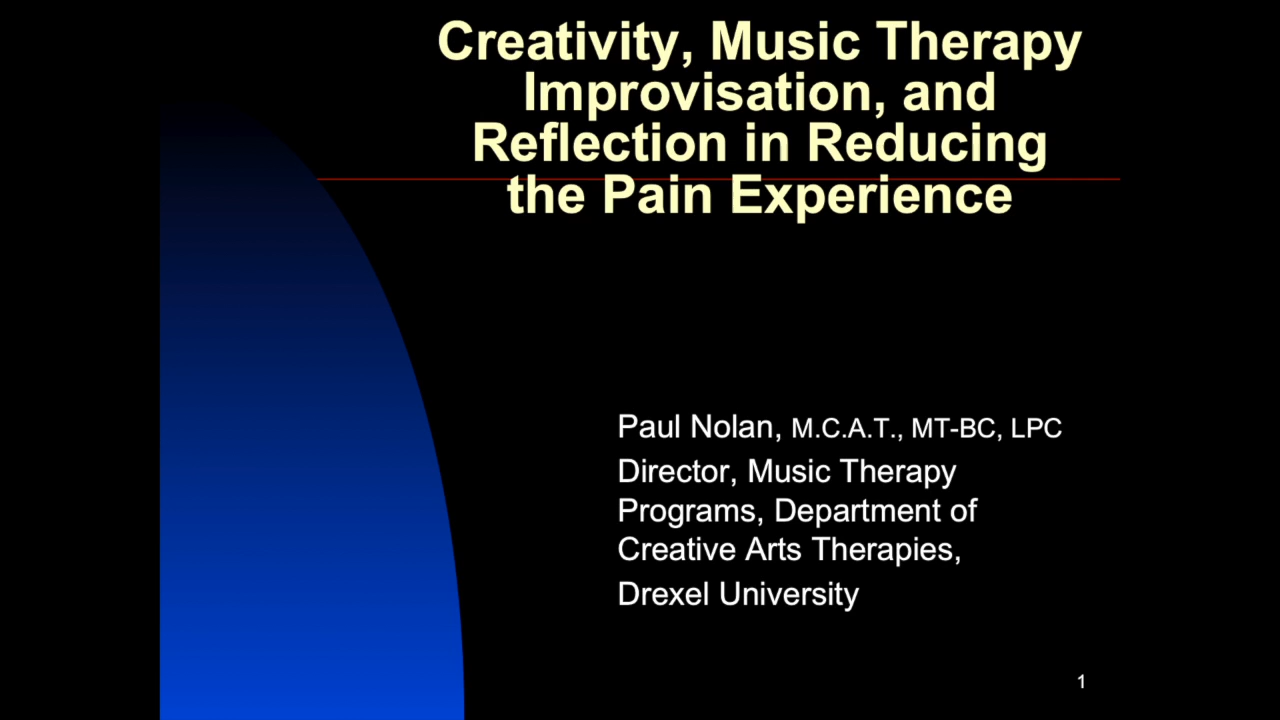 Creativity, Music Therapy
Improvisation, and
Reflection in Reducing
the Pain Experience
Paul Nolan, M.C.A.T., MT-BC, LPC
Director, Music Therapy
Programs, Department of
Creative Arts Therapies,
Drexel University
1